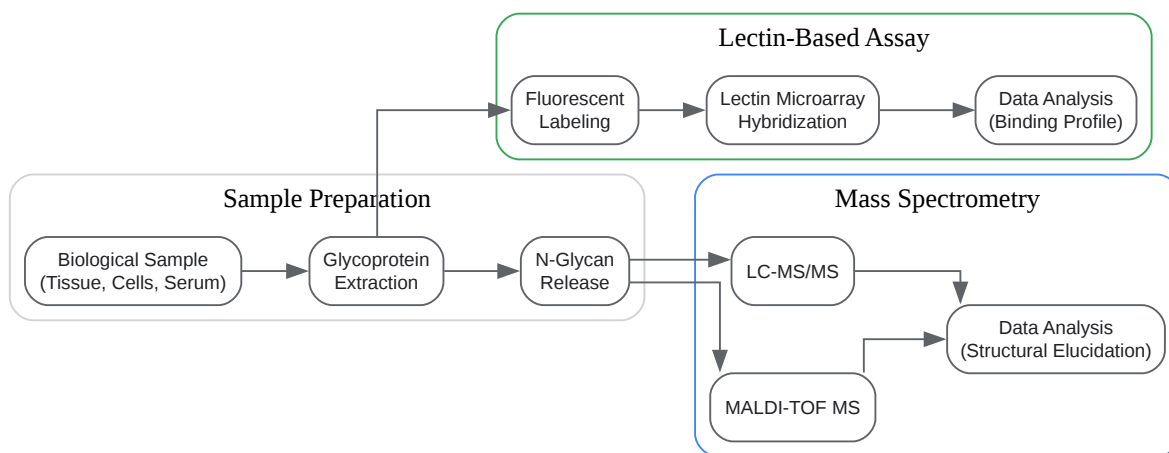 Lectin-Based Assay
Fluorescent
Labeling
Lectin Microarray
Hybridization
Data Analysis
(Binding Profile)
Sample Preparation
Biological Sample
(Tissue, Cells, Serum)
Glycoprotein
Extraction
N-Glycan
Release
Mass Spectrometry
LC-MS/MS
MALDI-TOF MS
Data Analysis
(Structural Elucidation)